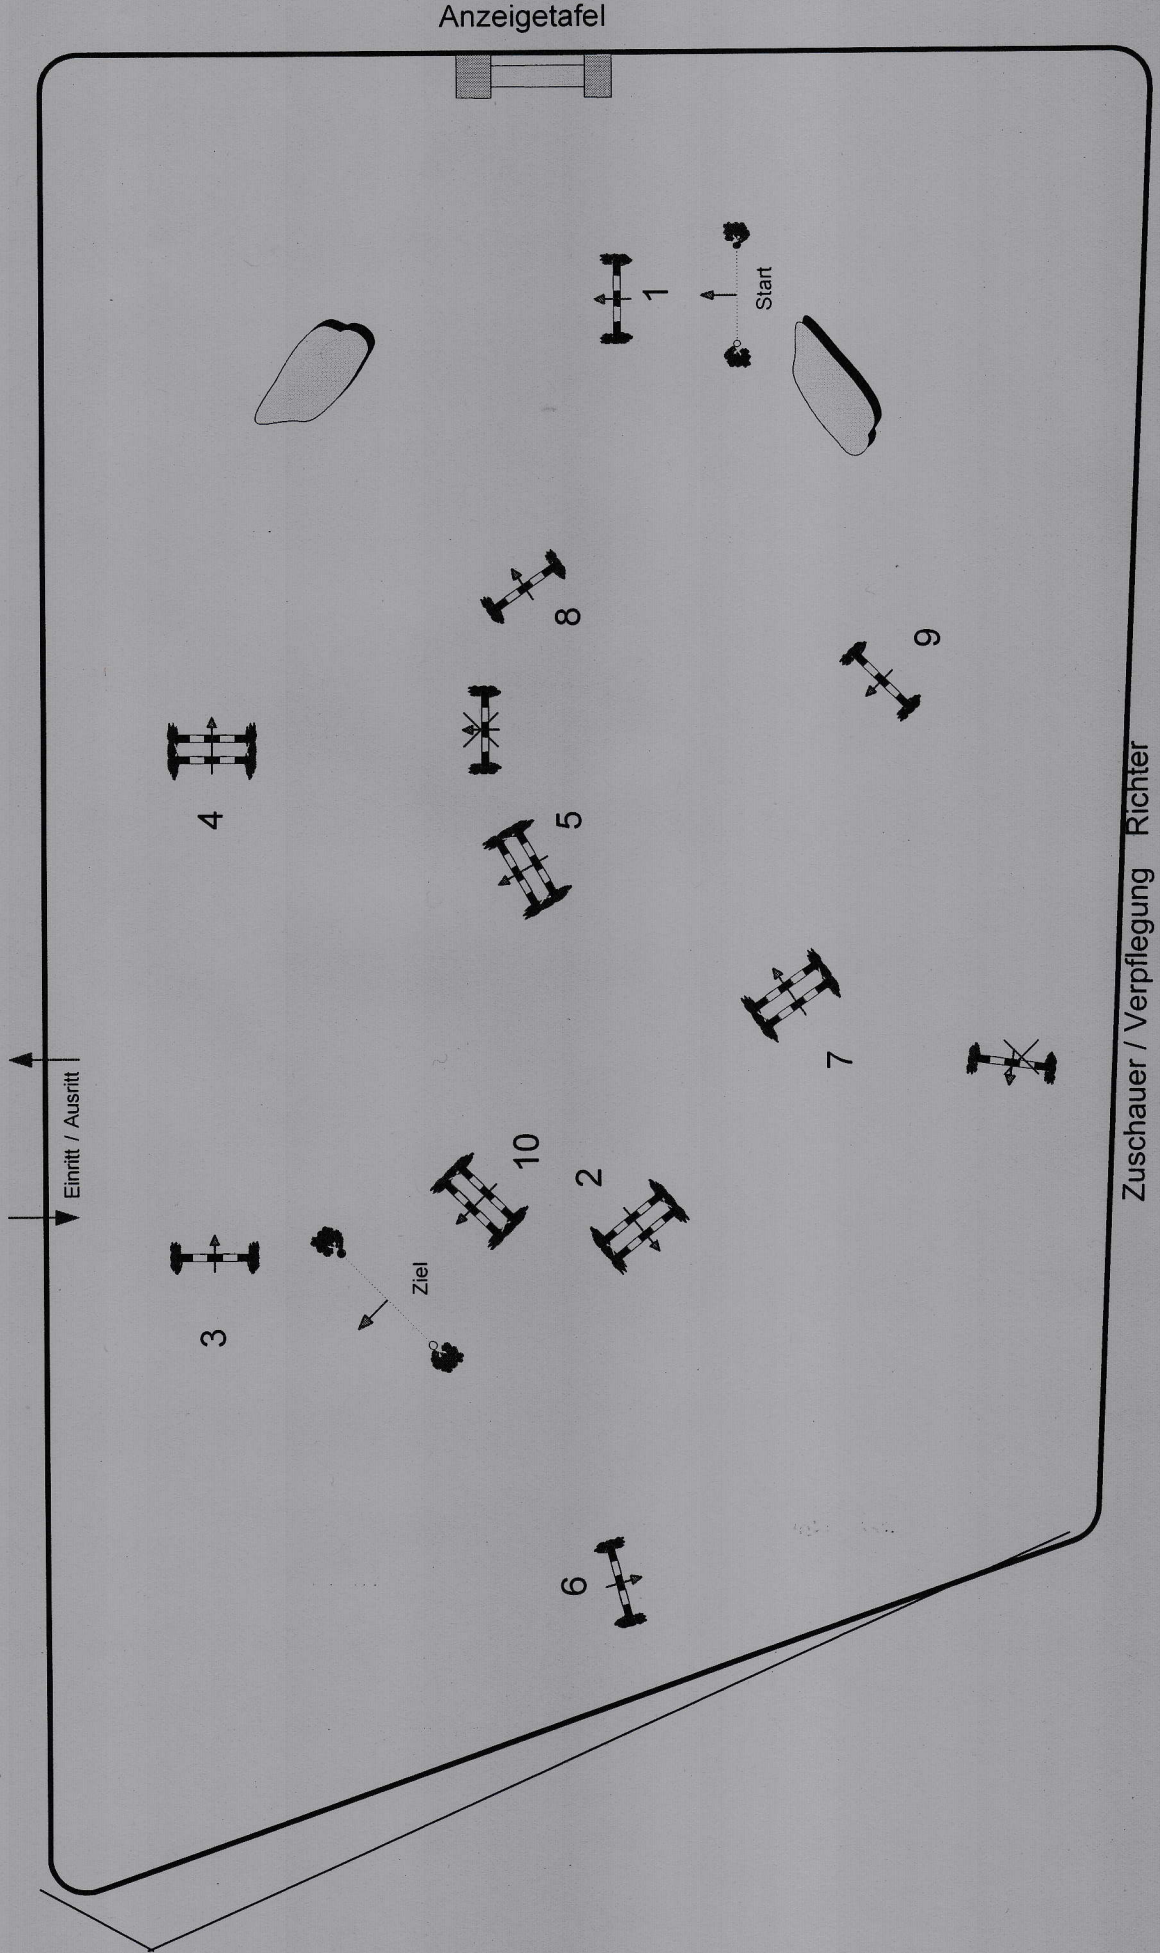 Anzeigetafel
1
Start
8
9
4
5
7
Einritt / Ausritt
10
2
3
Ziel
6
Zuschauer / Verpflegung Richter